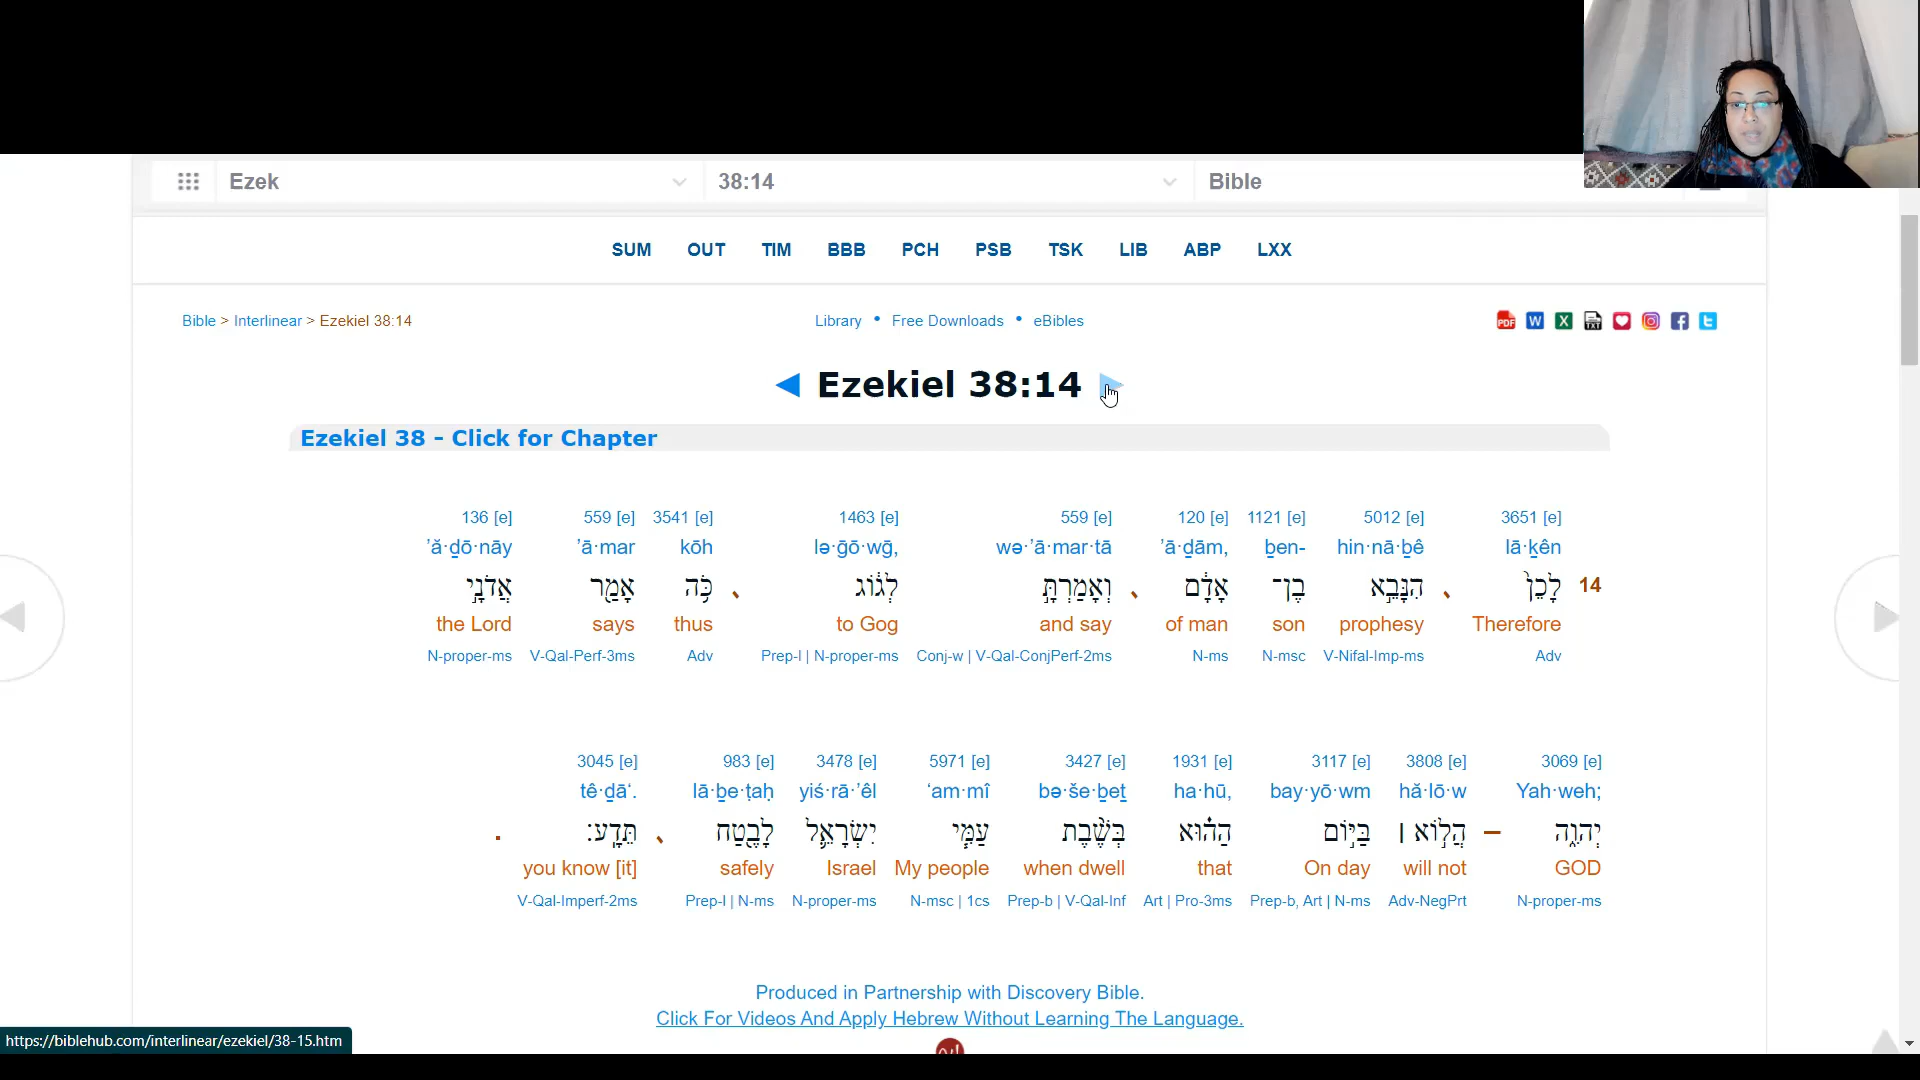 Ezek 38:14 Bible
SUM OUT TIM BBB PCH PSB TSK LIB ABP LXX
Bible > Interlinear > Ezekiel 38:14 Library • Free Downloads • eBibles
◄ Ezekiel 38:14 ►
Ezekiel 38 - Click for Chapter
136 [e] 559 [e] 3541 [e] 1463 [e] 559 [e] 120 [e] 1121 [e] 5012 [e] 3651 [e]
’ă·ḏō·nāy ’ā·mar kōh lə·ḡō·wḡ, wə·’ā·mar·tā ’ā·ḏām, ḇen- hin·nā·ḇê lā·ḵên
14 לָכֵן֙ ‪،‬ הִנָּבֵ֣א בֶן־ אָדָ֔ם ‪،‬ וְאָמַרְתָּ֣ לְג֔וֹג ‪،‬ כֹּ֥ה אָמַ֖ר אֲדֹנָ֣י
the Lord says thus to Gog and say of man son prophesy Therefore
N-proper-ms V-Qal-Perf-3ms Adv Prep-l | N-proper-ms Conj-w | V-Qal-ConjPerf-2ms N-ms N-msc V-Nifal-Imp-ms Adv
3045 [e] 983 [e] 3478 [e] 5971 [e] 3427 [e] 1931 [e] 3117 [e] 3808 [e] 3069 [e]
tê·ḏā‘. lā·ḇe·ṭaḥ yiś·rā·’êl ‘am·mî bə·še·ḇeṯ ha·hū, bay·yō·wm hă·lō·w Yah·weh;
יְהוִ֑ה – הֲל֣וֹא ׀ בַּיּ֣וֹם הַה֗וּא בְּשֶׁ֨בֶת עַמִּ֧י יִשְׂרָאֵ֛ל לָבֶ֖טַח ‪،‬ תֵּדָֽע׃ .
you know [it] safely Israel My people when dwell that On day will not GOD
V-Qal-Imperf-2ms Prep-l | N-ms N-proper-ms N-msc | 1cs Prep-b | V-Qal-Inf Art | Pro-3ms Prep-b, Art | N-ms Adv-NegPrt N-proper-ms
Produced in Partnership with Discovery Bible.
Click For Videos And Apply Hebrew Without Learning The Language.
https://biblehub.com/interlinear/ezekiel/38-15.htm